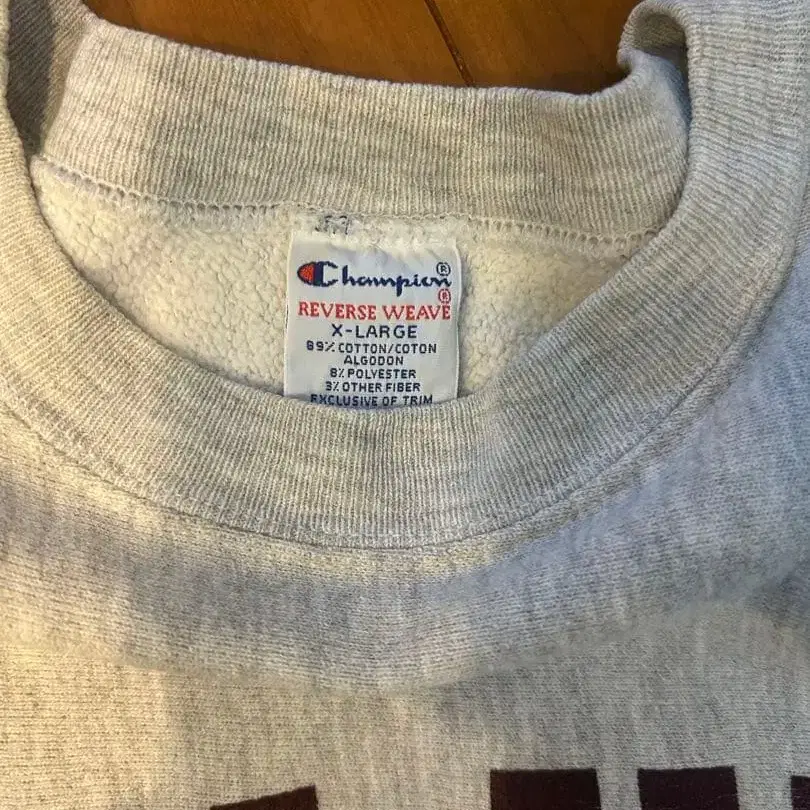 Champion®
®
REVERSE WEAVE
X-LARGE
89% COTTON/COTON
ALGODON
8% POLYESTER
3% OTHER FIBER
EXCLUSIVE OF TRIM